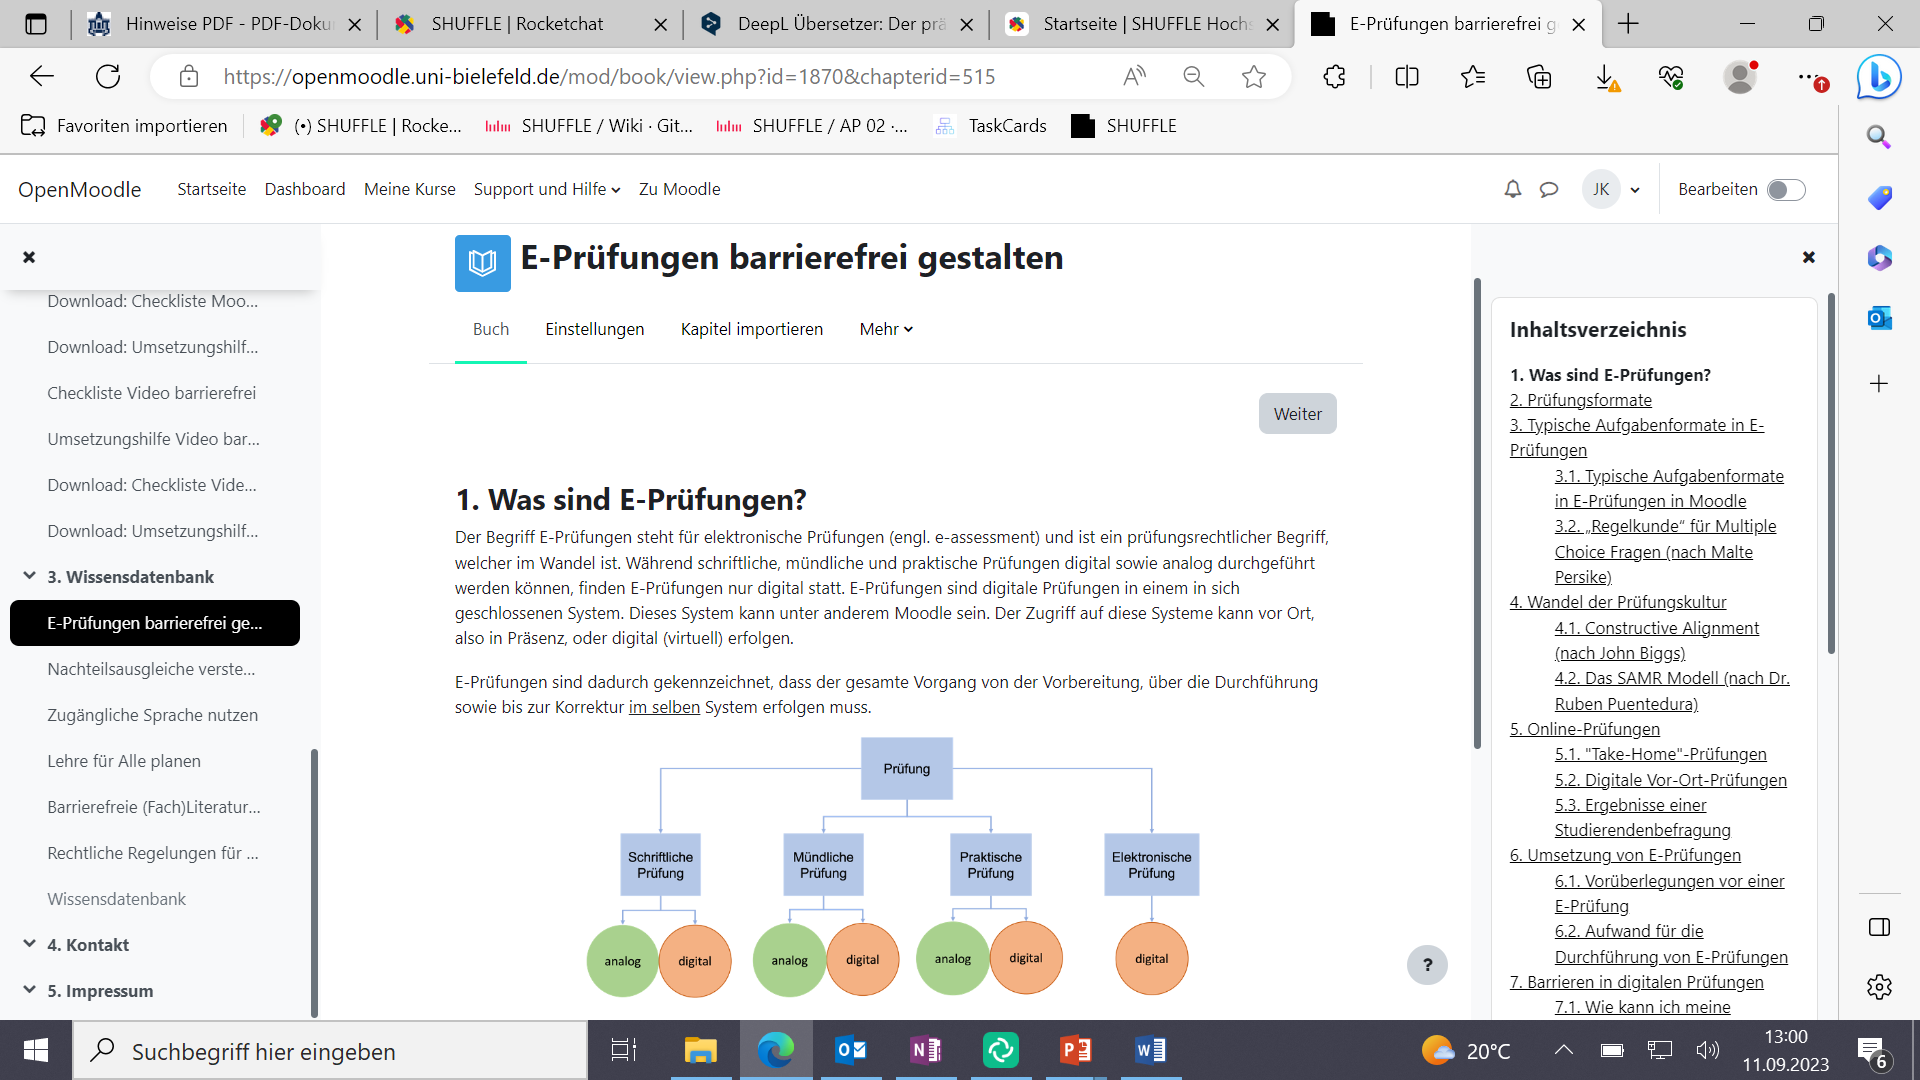 Hinweise PDF - PDF-Doku
SHUFFLE | Rocketchat
DeepL Übersetzer: Der prä
Startseite | SHUFFLE Hochs
E-Prüfungen barrierefrei g
https://openmoodle.uni-bielefeld.de/mod/book/view.php?id=1870&chapterid=515
Favoriten importieren
(•) SHUFFLE | Rocke...
SHUFFLE / Wiki · Git...
SHUFFLE / AP 02 ·...
TaskCards
SHUFFLE
OpenMoodle
Startseite
Dashboard
Meine Kurse
Support und Hilfe
Zu Moodle
JK
Bearbeiten
Download: Checkliste Moo...
Download: Umsetzungshilf...
Checkliste Video barrierefrei
Umsetzungshilfe Video bar...
Download: Checkliste Vide...
Download: Umsetzungshilf...
3. Wissensdatenbank
E-Prüfungen barrierefrei ge...
Nachteilsausgleiche verste...
Zugängliche Sprache nutzen
Lehre für Alle planen
Barrierefreie (Fach)Literatur...
Rechtliche Regelungen für ...
Wissensdatenbank
4. Kontakt
5. Impressum
E-Prüfungen barrierefrei gestalten
Buch
Einstellungen
Kapitel importieren
Mehr
Weiter
1. Was sind E-Prüfungen?
Der Begriff E-Prüfungen steht für elektronische Prüfungen (engl. e-assessment) und ist ein prüfungsrechtlicher Begriff,
welcher im Wandel ist. Während schriftliche, mündliche und praktische Prüfungen digital sowie analog durchgeführt
werden können, finden E-Prüfungen nur digital statt. E-Prüfungen sind digitale Prüfungen in einem in sich
geschlossenen System. Dieses System kann unter anderem Moodle sein. Der Zugriff auf diese Systeme kann vor Ort,
also in Präsenz, oder digital (virtuell) erfolgen.
E-Prüfungen sind dadurch gekennzeichnet, dass der gesamte Vorgang von der Vorbereitung, über die Durchführung
sowie bis zur Korrektur im selben System erfolgen muss.
Prüfung
Schriftliche
Prüfung
Mündliche
Prüfung
Praktische
Prüfung
Elektronische
Prüfung
analog
digital
analog
digital
analog
digital
digital
?
Inhaltsverzeichnis
1. Was sind E-Prüfungen?
2. Prüfungsformate
3. Typische Aufgabenformate in E-
Prüfungen
3.1. Typische Aufgabenformate
in E-Prüfungen in Moodle
3.2. „Regelkunde“ für Multiple
Choice Fragen (nach Malte
Persike)
4. Wandel der Prüfungskultur
4.1. Constructive Alignment
(nach John Biggs)
4.2. Das SAMR Modell (nach Dr.
Ruben Puentedura)
5. Online-Prüfungen
5.1. "Take-Home"-Prüfungen
5.2. Digitale Vor-Ort-Prüfungen
5.3. Ergebnisse einer
Studierendenbefragung
6. Umsetzung von E-Prüfungen
6.1. Vorüberlegungen vor einer
E-Prüfung
6.2. Aufwand für die
Durchführung von E-Prüfungen
7. Barrieren in digitalen Prüfungen
7.1. Wie kann ich meine
Suchbegriff hier eingeben
20°C
13:00
11.09.2023
6